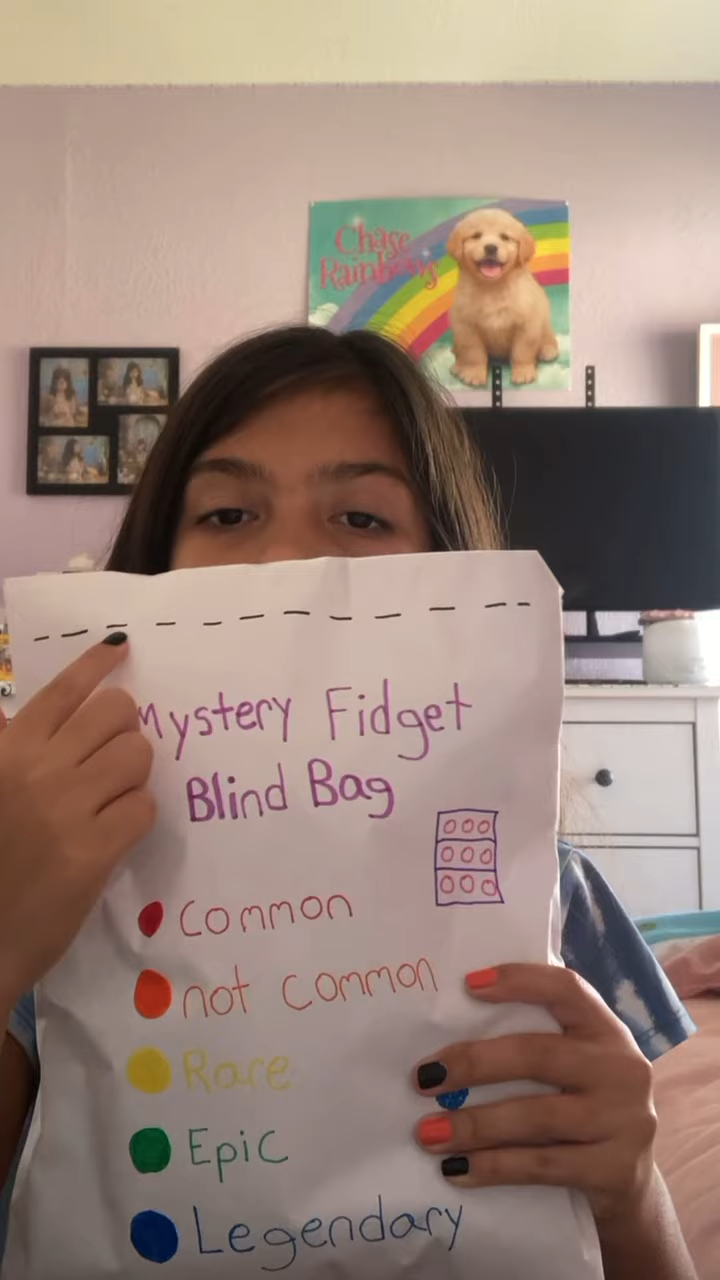 Chase
Rainbows
Mystery Fidget
Blind Bag
Common
not common
Rare
Epic
Legendary